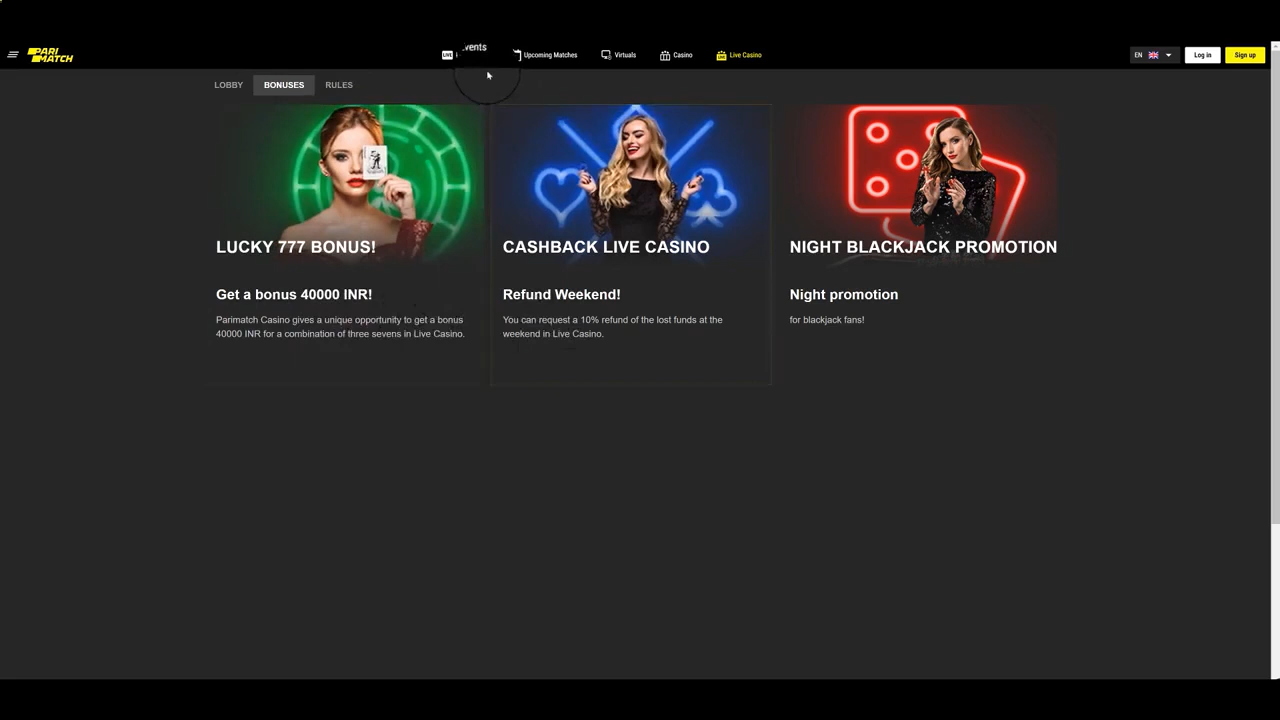 PARI
MATCH
LIVE
Upcoming Matches
Virtuals
Casino
Live Casino
EN
Log in
Sign up
LOBBY
BONUSES
RULES
LUCKY 777 BONUS!
CASHBACK LIVE CASINO
NIGHT BLACKJACK PROMOTION
Get a bonus 40000 INR!
Refund Weekend!
Night promotion
Parimatch Casino gives a unique opportunity to get a bonus
40000 INR for a combination of three sevens in Live Casino.
You can request a 10% refund of the lost funds at the
weekend in Live Casino.
for blackjack fans!